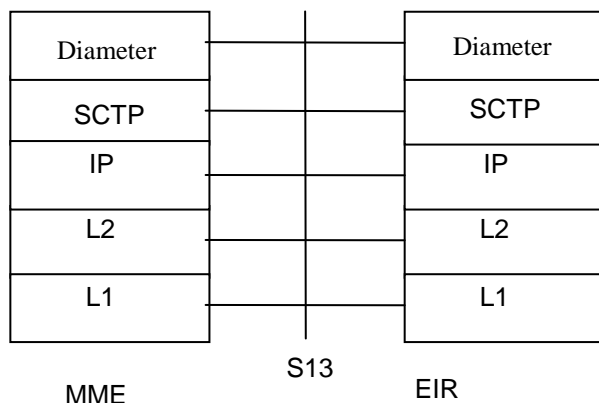 Diameter Diameter
SCTP SCTP
IP IP
L2 L2
L1 L1
S13
MME EIR